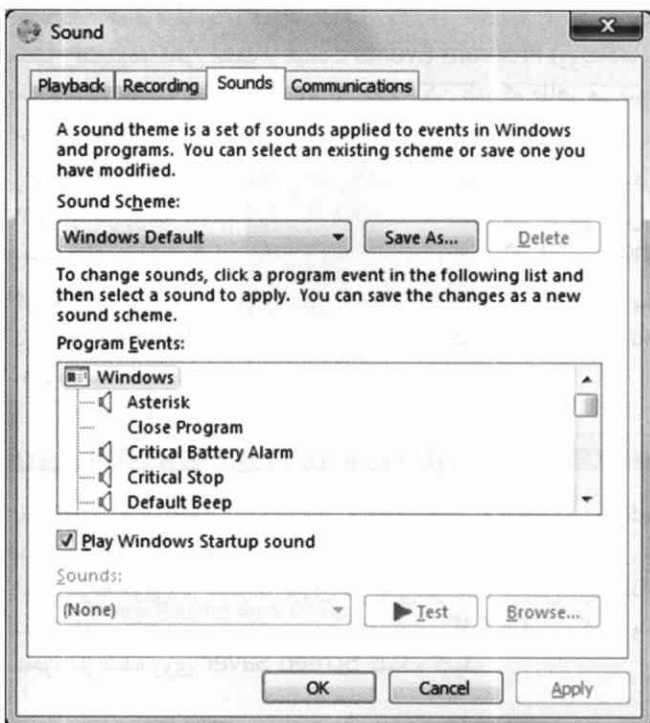 Sound
Playback Recording Sounds Communications
A sound theme is a set of sounds applied to events in Windows
and programs. You can select an existing scheme or save one you
have modified.
Sound Scheme:
Windows Default Save As... Delete
To change sounds, click a program event in the following list and
then select a sound to apply. You can save the changes as a new
sound scheme.
Program Events:
Windows
Asterisk
Close Program
Critical Battery Alarm
Critical Stop
Default Beep
Play Windows Startup sound
Sounds:
(None) Test Browse...
OK Cancel Apply